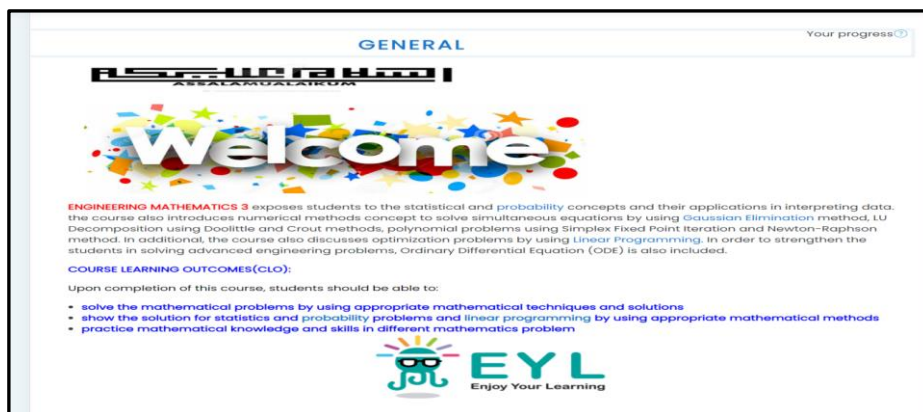 Your progress
GENERAL
السلام عليكم
ASSALAMUALAIKUM
Welcome
ENGINEERING MATHEMATICS 3 exposes students to the statistical and probability concepts and their applications in interpreting data.
the course also introduces numerical methods concept to solve simultaneous equations by using Gaussian Elimination method, LU
Decomposition using Doolittle and Crout methods, polynomial problems using Simplex Fixed Point Iteration and Newton-Raphson
method. In additional, the course also discusses optimization problems by using Linear Programming. In order to strengthen the
students in solving advanced engineering problems, Ordinary Differential Equation (ODE) is also included.
COURSE LEARNING OUTCOMES(CLO):
Upon completion of this course, students should be able to:
• solve the mathematical problems by using appropriate mathematical techniques and solutions
• show the solution for statistics and probability problems and linear programming by using appropriate mathematical methods
• practice mathematical knowledge and skills in different mathematics problem
EYL
Enjoy Your Learning